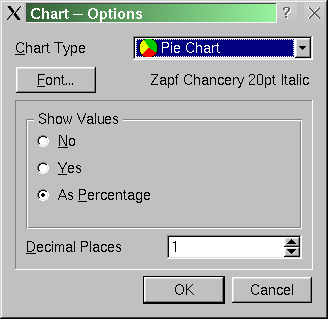 Chart – Options ?
Chart Type Pie Chart
Font... Zapf Chancery 20pt Italic
Show Values
No
Yes
As Percentage
Decimal Places 1
OK Cancel